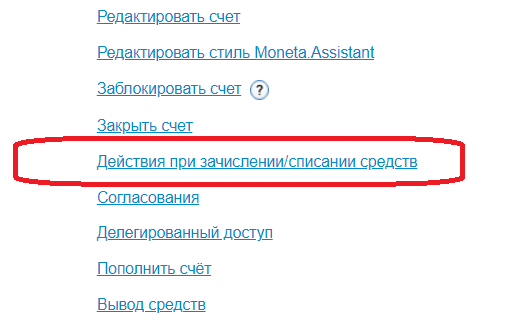 Редактировать счет
Редактировать стиль Moneta.Assistant
Заблокировать счет ?
Закрыть счет
Действия при зачислении/списании средств
Согласования
Делегированный доступ
Пополнить счёт
Вывод средств